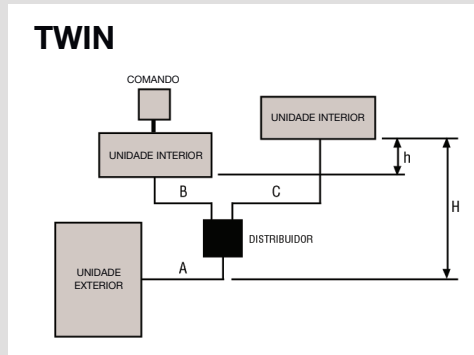 TWIN
COMANDO
UNIDADE INTERIOR
UNIDADE INTERIOR
h
B
C
H
DISTRIBUIDOR
A
UNIDADE
EXTERIOR